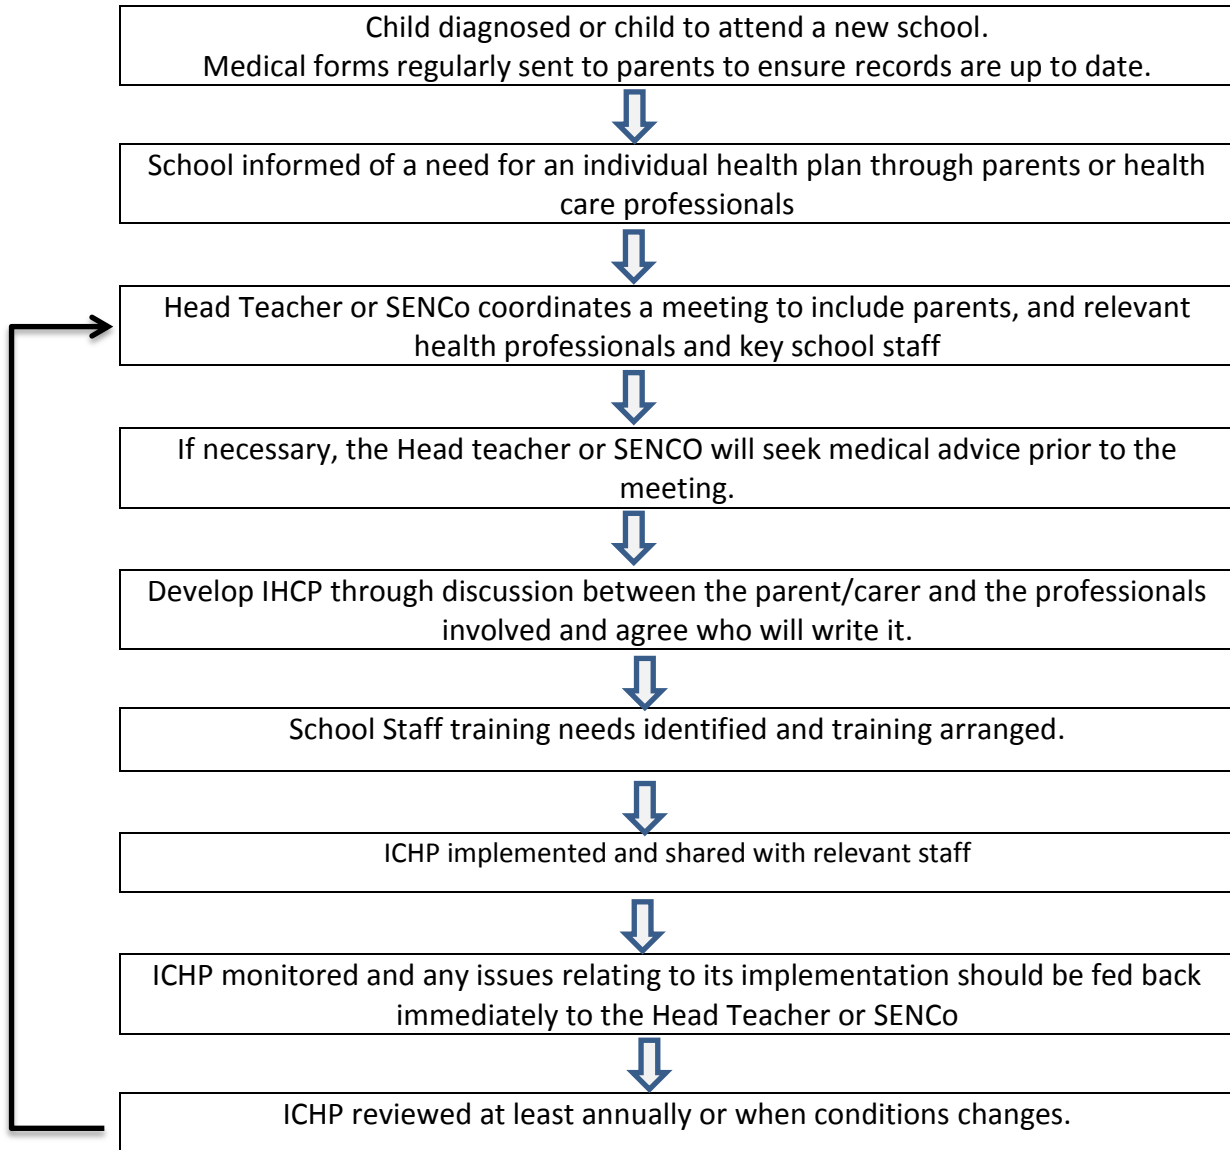 Child diagnosed or child to attend a new school.
Medical forms regularly sent to parents to ensure records are up to date.
School informed of a need for an individual health plan through parents or health
care professionals
Head Teacher or SENCo coordinates a meeting to include parents, and relevant
health professionals and key school staff
If necessary, the Head teacher or SENCO will seek medical advice prior to the
meeting.
Develop IHCP through discussion between the parent/carer and the professionals
involved and agree who will write it.
School Staff training needs identified and training arranged.
ICHP implemented and shared with relevant staff
ICHP monitored and any issues relating to its implementation should be fed back
immediately to the Head Teacher or SENCo
ICHP reviewed at least annually or when conditions changes.